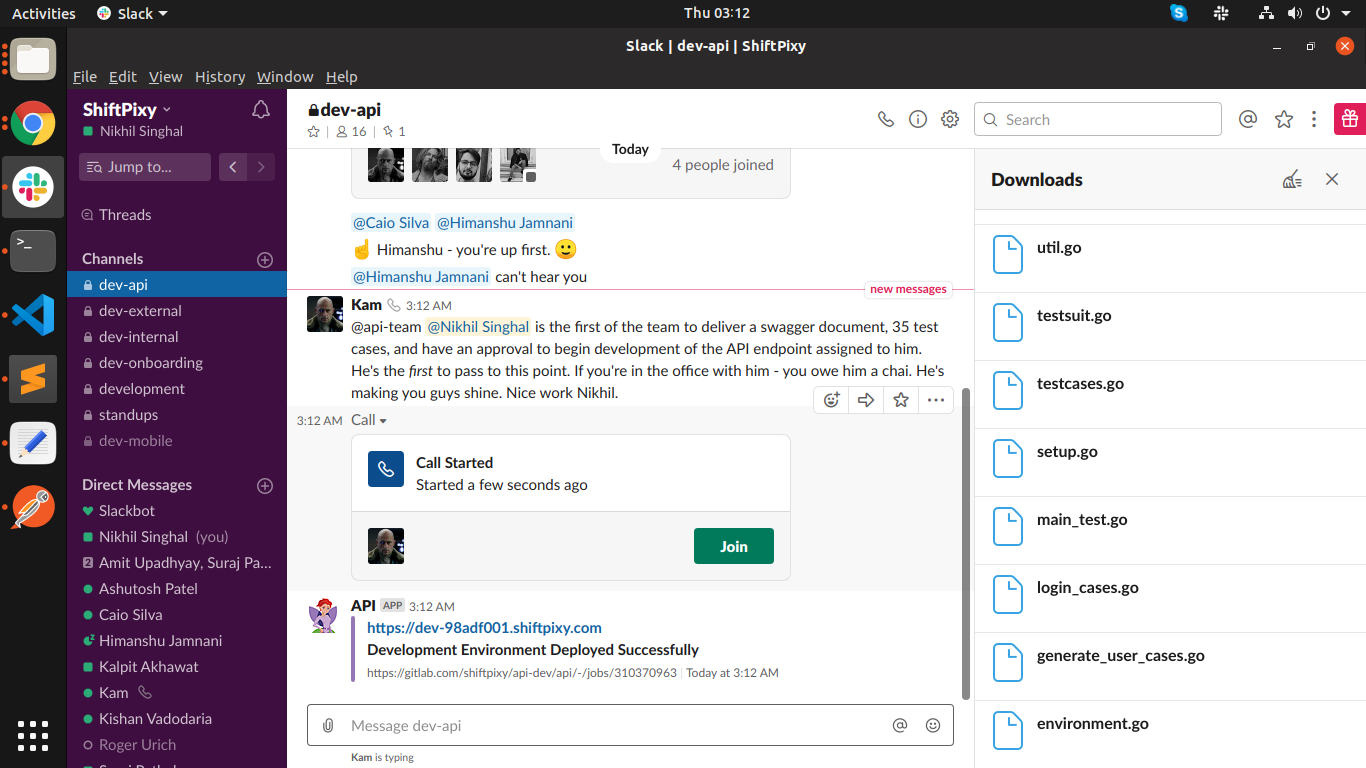 Activities
Slack
Thu 03:12
Slack | dev-api | ShiftPixy
File Edit View History Window Help
ShiftPixy
Nikhil Singhal
Jump to...
Threads
Channels
dev-api
dev-external
dev-internal
dev-onboarding
development
standups
dev-mobile
Direct Messages
Slackbot
Nikhil Singhal (you)
2 Amit Upadhyay, Suraj Pa...
Ashutosh Patel
Caio Silva
Himanshu Jamnani
Kalpit Akhawat
Kam
Kishan Vadodaria
Roger Urich
dev-api
16 | 1
Search
Today
4 people joined
@Caio Silva @Himanshu Jamnani
☝ Himanshu - you're up first. 🙂
@Himanshu Jamnani can't hear you
new messages
Kam 3:12 AM
@api-team @Nikhil Singhal is the first of the team to deliver a swagger document, 35 test
cases, and have an approval to begin development of the API endpoint assigned to him.
He's the first to pass to this point. If you're in the office with him - you owe him a chai. He's
making you guys shine. Nice work Nikhil.
3:12 AM Call
Call Started
Started a few seconds ago
Join
API APP 3:12 AM
https://dev-98adf001.shiftpixy.com
Development Environment Deployed Successfully
https://gitlab.com/shiftpixy/api-dev/api/-/jobs/310370963 | Today at 3:12 AM
Message dev-api
Kam is typing
Downloads
util.go
testsuit.go
testcases.go
setup.go
main_test.go
login_cases.go
generate_user_cases.go
environment.go